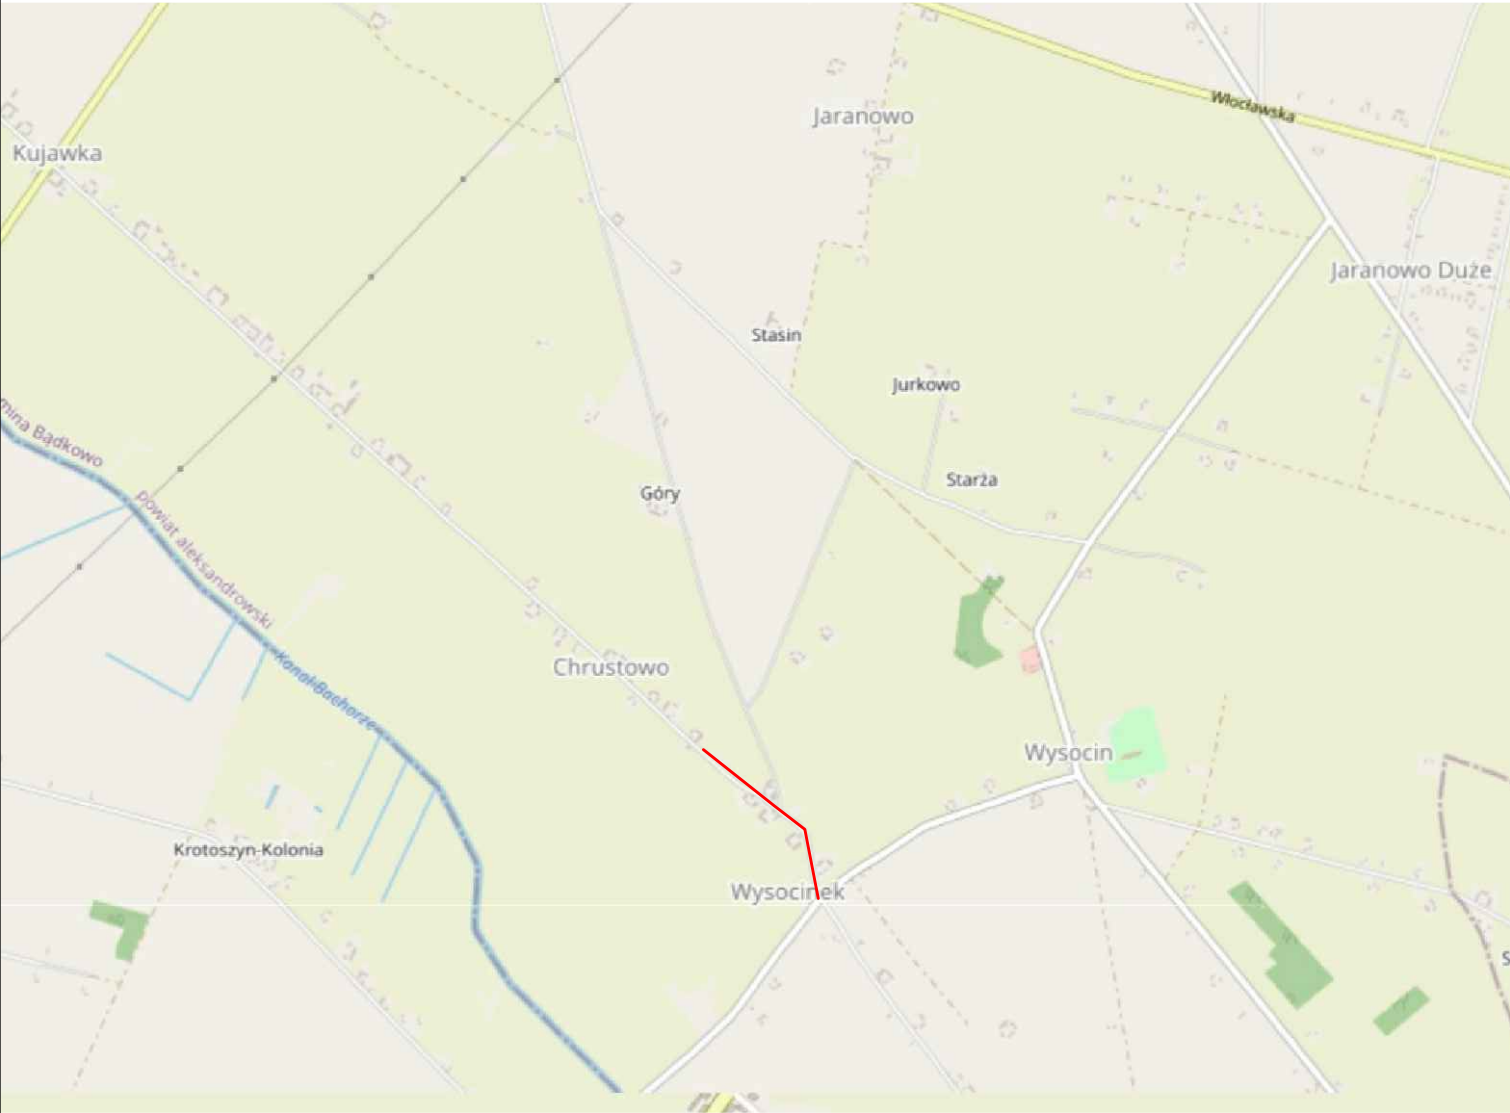 Włocławska
Jaranowo
Kujawka
Jaranowo Duże
Stasin
Jurkowo
mina Bądkowo
Starża
Góry
powiat aleksandrowski
Chrustowo
Kanał Bachorze
Wysocin
Krotoszyn-Kolonia
Wysocinek
S